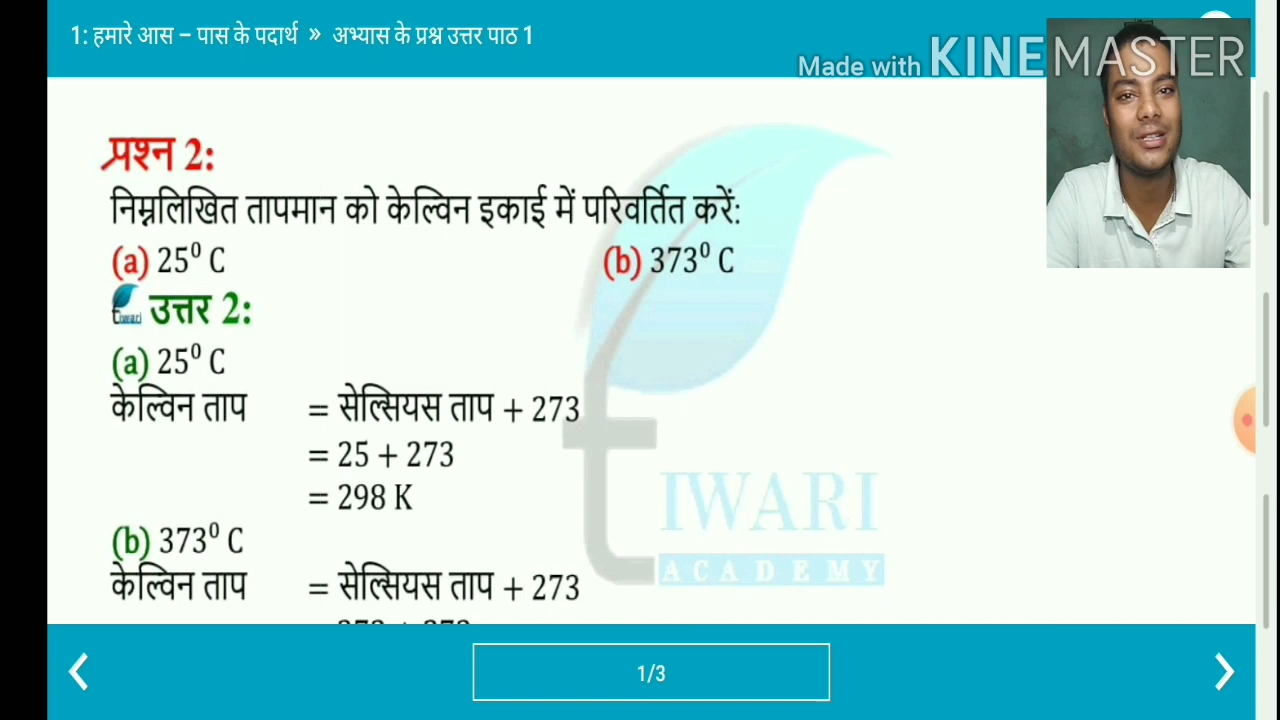 1: हमारे आस – पास के पदार्थ » अभ्यास के प्रश्न उत्तर पाठ 1
Made with KINEMASTER
प्रश्न 2:
निम्नलिखित तापमान को केल्विन इकाई में परिवर्तित करें:
(a) 25⁰ C (b) 373⁰ C
उत्तर 2:
(a) 25⁰ C
केल्विन ताप = सेल्सियस ताप + 273
= 25 + 273
= 298 K
(b) 373⁰ C
केल्विन ताप = सेल्सियस ताप + 273
tIWARI
ACADEMY
1/3